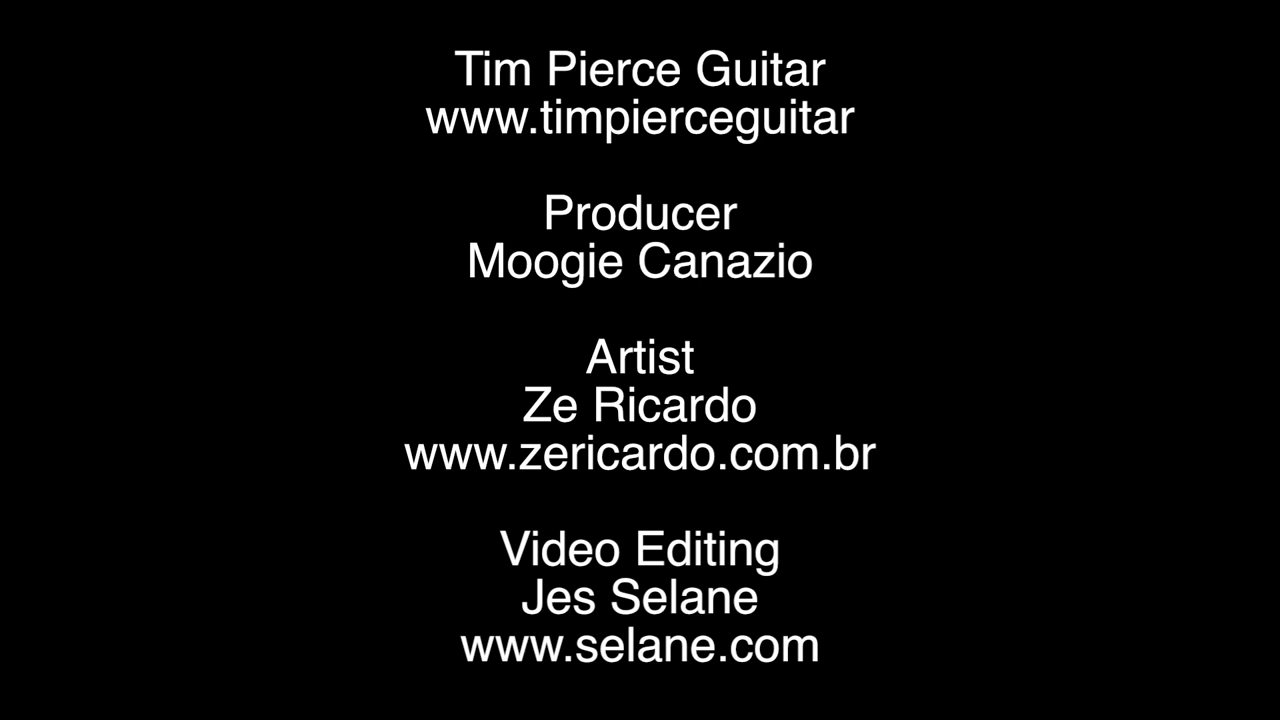 Tim Pierce Guitar
www.timpierceguitar
Producer
Moogie Canazio
Artist
Ze Ricardo
www.zericardo.com.br
Video Editing
Jes Selane
www.selane.com